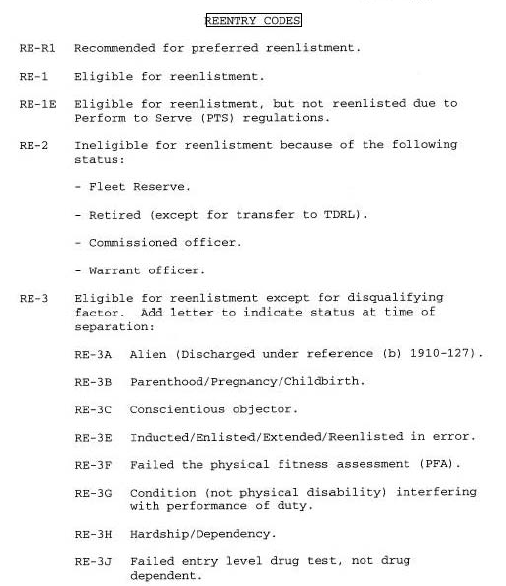 REENTRY CODES
RE-R1 Recommended for preferred reenlistment.
RE-1 Eligible for reenlistment.
RE-1E Eligible for reenlistment, but not reenlisted due to
Perform to Serve (PTS) regulations.
RE-2 Ineligible for reenlistment because of the following
status:
- Fleet Reserve.
- Retired (except for transfer to TDRL).
- Commissioned officer.
- Warrant officer.
RE-3 Eligible for reenlistment except for disqualifying
factor. Add letter to indicate status at time of
separation:
RE-3A Alien (Discharged under reference (b) 1910-127).
RE-3B Parenthood/Pregnancy/Childbirth.
RE-3C Conscientious objector.
RE-3E Inducted/Enlisted/Extended/Reenlisted in error.
RE-3F Failed the physical fitness assessment (PFA).
RE-3G Condition (not physical disability) interfering
with performance of duty.
RE-3H Hardship/Dependency.
RE-3J Failed entry level drug test, not drug
dependent.